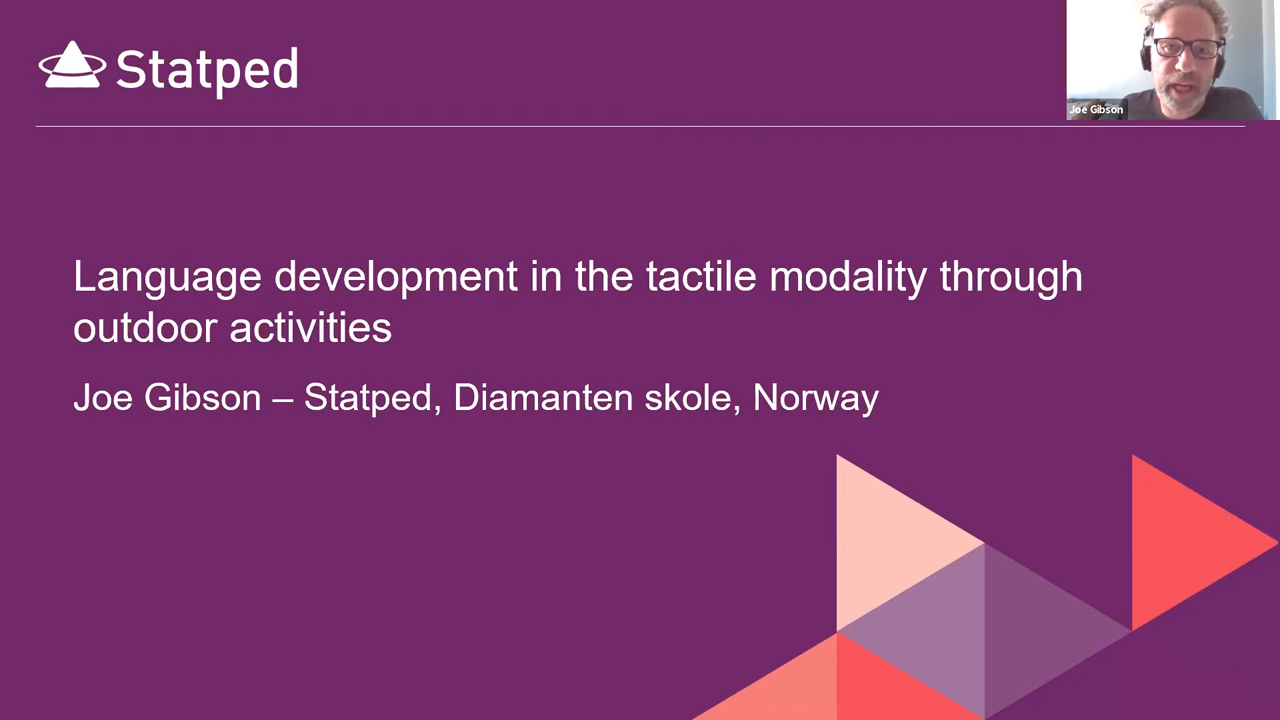 Statped
Joe Gibson
Language development in the tactile modality through
outdoor activities
Joe Gibson – Statped, Diamanten skole, Norway